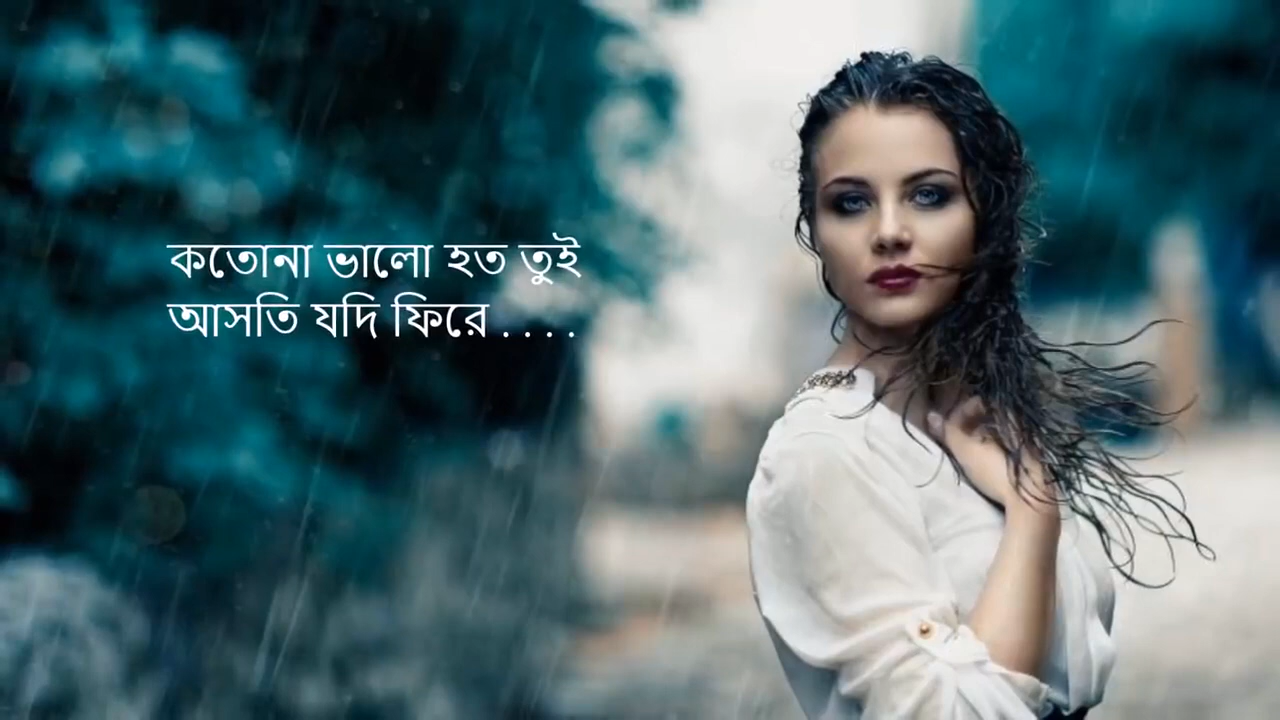 কতোনা ভালো হত তুই
আসতি যদি ফিরে . . . .